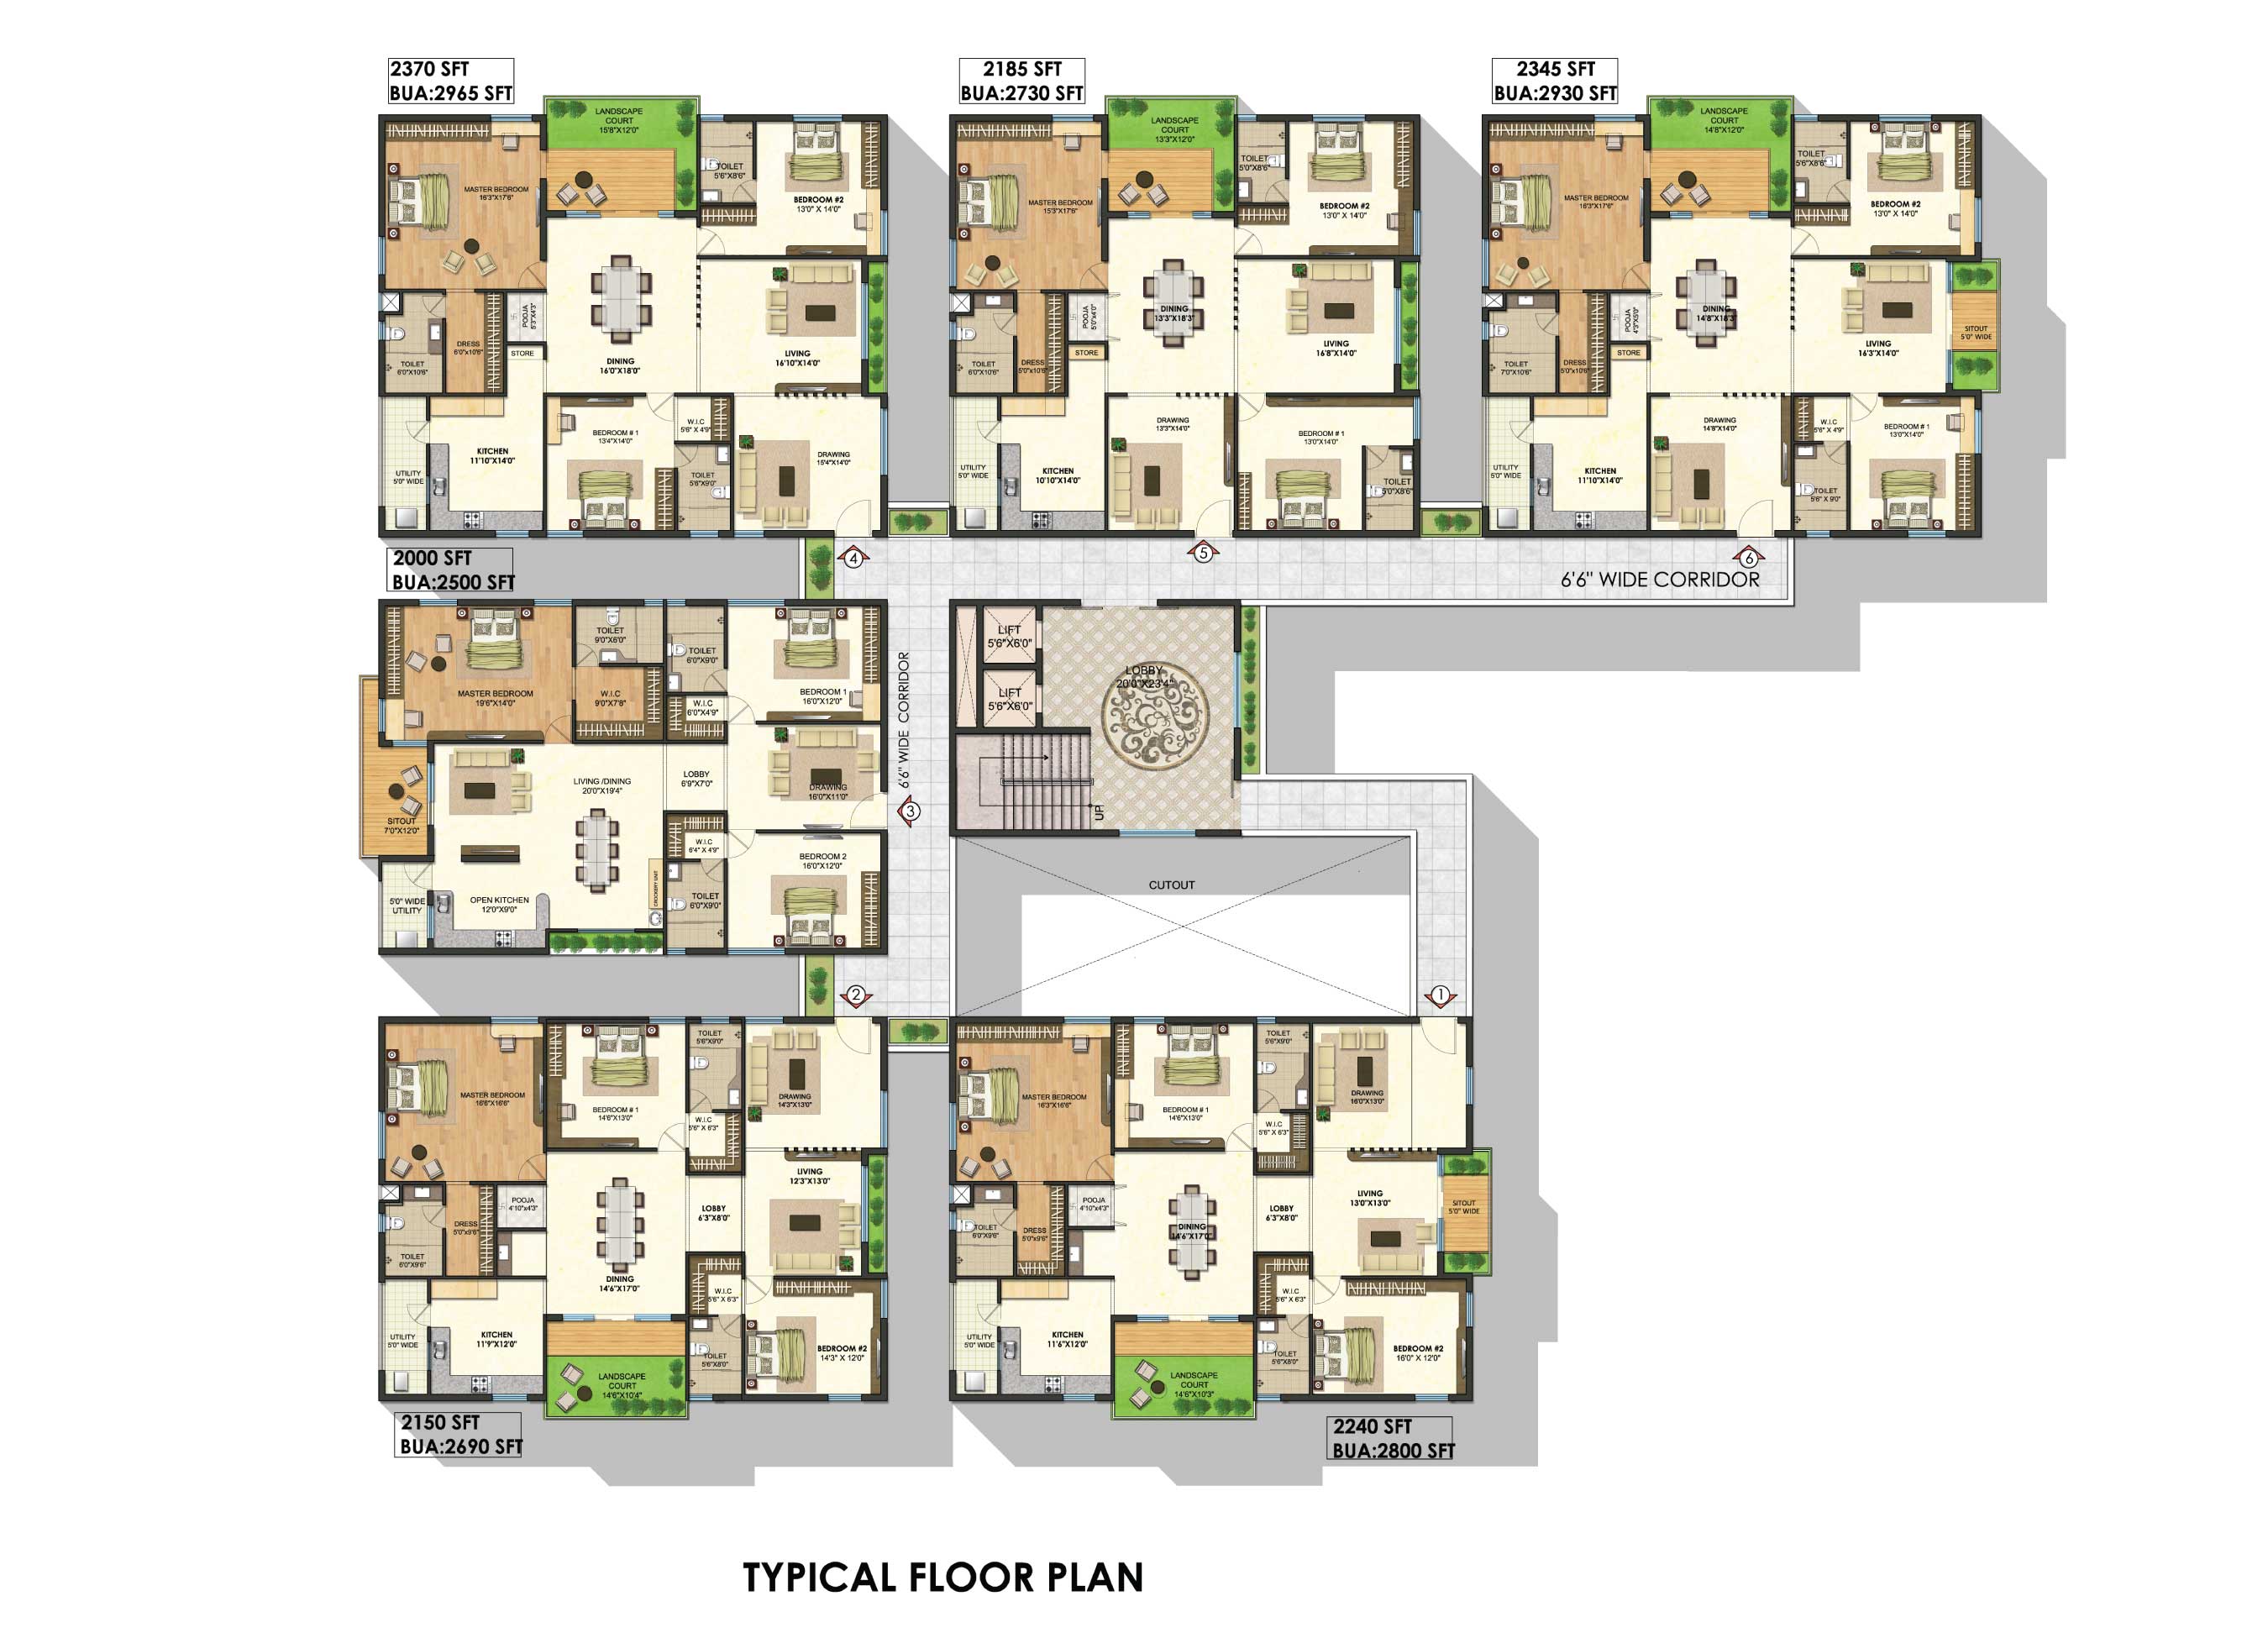 2370 SFT
BUA:2965 SFT
LANDSCAPE
COURT
15'8"X12'0"
MASTER BEDROOM
16'3"X17'6"
TOILET
5'6"X8'6"
BEDROOM #2
13'0" X 14'0"
POOJA
5'3"X4'3"
STORE
DRESS
6'0"x10'6"
TOILET
6'0"X10'6"
DINING
16'0"X18'0"
LIVING
16'10"X14'0"
UTILITY
5'0" WIDE
KITCHEN
11'10"X14'0"
BEDROOM # 1
13'4"X14'0"
W.I.C
5'6" X 4'9"
TOILET
5'6"X9'0"
DRAWING
15'4"X14'0"
4
2185 SFT
BUA:2730 SFT
LANDSCAPE
COURT
13'3"X12'0"
MASTER BEDROOM
15'3"X17'6"
TOILET
5'0"X8'6"
BEDROOM #2
13'0" X 14'0"
POOJA
5'0"x4'0"
STORE
DRESS
5'0"x10'6"
TOILET
6'0"X10'6"
DINING
13'3"X18'3"
LIVING
16'8"X14'0"
UTILITY
5'0" WIDE
KITCHEN
10'10"X14'0"
DRAWING
13'3"X14'0"
BEDROOM # 1
13'0"X14'0"
TOILET
5'0"X8'6"
5
2345 SFT
BUA:2930 SFT
LANDSCAPE
COURT
14'8"X12'0"
MASTER BEDROOM
16'3"X17'6"
TOILET
5'6"X8'6"
BEDROOM #2
13'0" X 14'0"
POOJA
4'3"X5'0"
STORE
DRESS
5'0"x10'6"
TOILET
7'0"X10'6"
DINING
14'8"X18'3"
LIVING
16'3"X14'0"
SITOUT
5'0" WIDE
UTILITY
5'0" WIDE
KITCHEN
11'10"X14'0"
DRAWING
14'8"X14'0"
W.I.C
5'6" X 4'9"
TOILET
5'6" X 9'0"
BEDROOM # 1
13'0"X14'0"
6
6'6" WIDE CORRIDOR
2000 SFT
BUA:2500 SFT
MASTER BEDROOM
19'6"X14'0"
TOILET
9'0"X6'0"
W.I.C
9'0"X7'8"
TOILET
6'0"X9'0"
W.I.C
6'0"X4'9"
BEDROOM 1
16'0"X12'0"
LIVING /DINING
20'0"X19'4"
LOBBY
6'9"X7'0"
DRAWING
16'0"X11'0"
SITOUT
7'0"X12'0"
W.I.C
6'4" X 4'9"
BEDROOM 2
16'0"X12'0"
TOILET
6'0"X9'0"
CROCKERY UNIT
OPEN KITCHEN
12'0"X9'0"
5'0" WIDE
UTILITY
3
6'6" WIDE CORRIDOR
LIFT
5'6"X6'0"
LIFT
5'6"X6'0"
LOBBY
20'0"X23'4"
UP
CUTOUT
2
1
MASTER BEDROOM
16'6"X16'6"
BEDROOM # 1
14'6"X13'0"
TOILET
5'6"X9'0"
W.I.C
5'6" X 6'3"
DRAWING
14'3"X13'0"
LIVING
12'3"X13'0"
POOJA
4'10"x4'3"
DRESS
5'0"x9'6"
TOILET
6'0"X9'6"
DINING
14'6"X17'0"
LOBBY
6'3"X8'0"
W.I.C
5'6" X 6'3"
TOILET
5'6"X8'0"
BEDROOM #2
14'3" X 12'0"
UTILITY
5'0" WIDE
KITCHEN
11'9"X12'0"
LANDSCAPE
COURT
14'6"X10'4"
2150 SFT
BUA:2690 SFT
MASTER BEDROOM
16'3"X16'6"
BEDROOM # 1
14'6"X13'0"
TOILET
5'6"X9'0"
W.I.C
5'6" X 6'3"
DRAWING
16'0"X13'0"
LIVING
13'0"X13'0"
SITOUT
5'0" WIDE
POOJA
4'10"x4'3"
DRESS
5'0"x9'6"
TOILET
6'0"X9'6"
DINING
14'6"X17'0"
LOBBY
6'3"X8'0"
W.I.C
5'6" X 6'3"
TOILET
5'6"X8'0"
BEDROOM #2
16'0" X 12'0"
UTILITY
5'0" WIDE
KITCHEN
11'6"X12'0"
LANDSCAPE
COURT
14'6"X10'3"
2240 SFT
BUA:2800 SFT
TYPICAL FLOOR PLAN